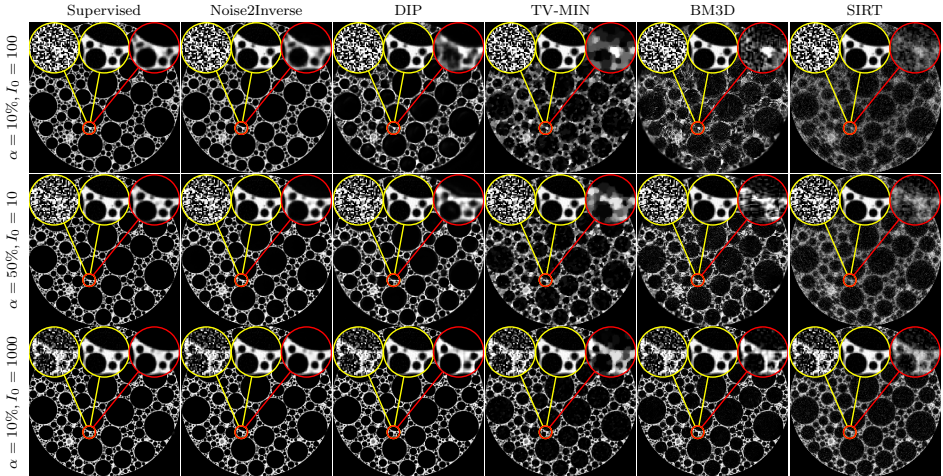 Supervised Noise2Inverse DIP TV-MIN BM3D SIRT
α = 10%, I₀ = 100
α = 50%, I₀ = 10
α = 10%, I₀ = 1000